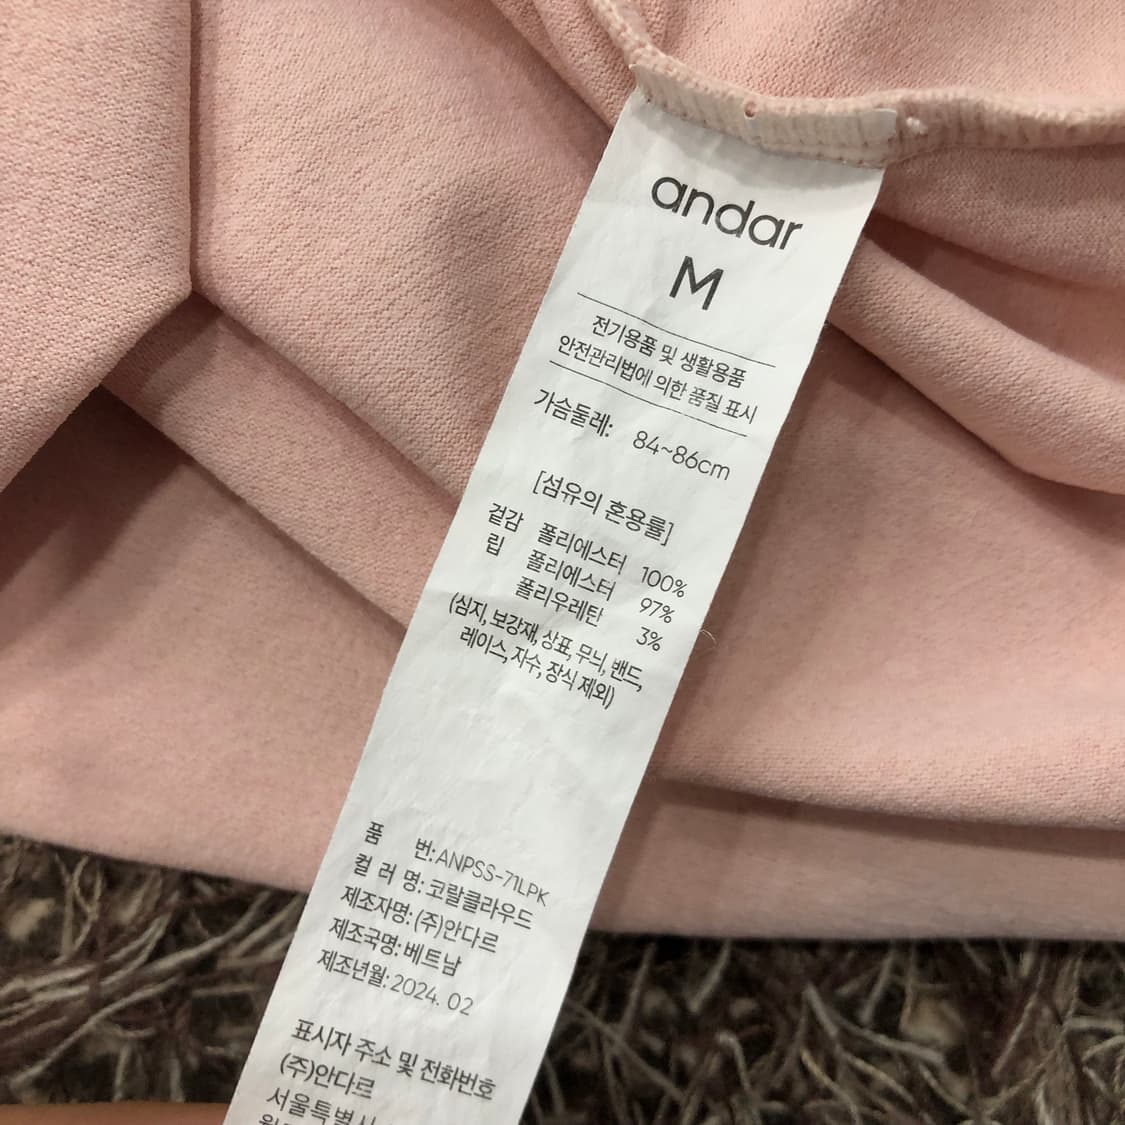 andar
M
전기용품 및 생활용품
안전관리법에 의한 품질 표시
가슴둘레: 84~86cm
[섬유의 혼용률]
겉감 폴리에스터 100%
립 폴리에스터 97%
폴리우레탄 3%
(심지, 보강재, 상표, 무늬, 밴드,
레이스, 자수, 장식 제외)
품 번: ANPSS-71LPK
컬 러 명: 코랄클라우드
제조자명: (주)안다르
제조국명: 베트남
제조년월: 2024. 02
표시자 주소 및 전화번호
(주)안다르
서울특별시